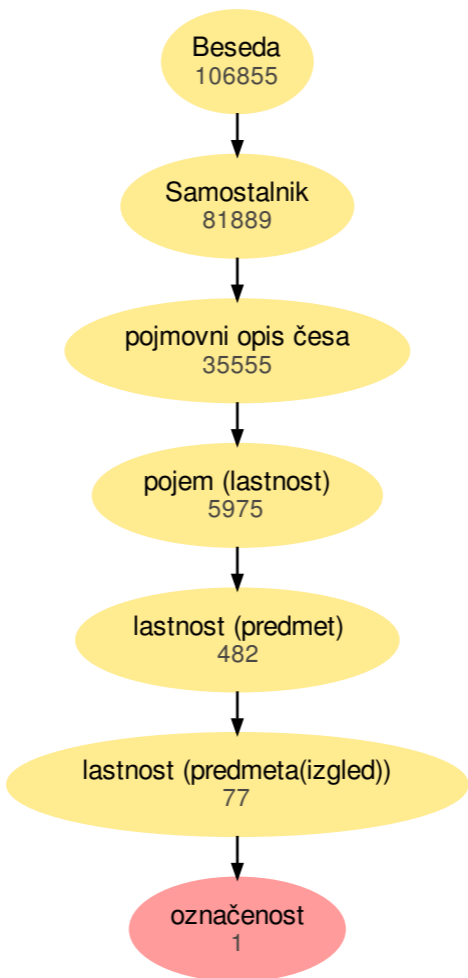 Beseda
106855
Samostalnik
81889
pojmovni opis česa
35555
pojem (lastnost)
5975
lastnost (predmet)
482
lastnost (predmeta(izgled))
77
označenost
1